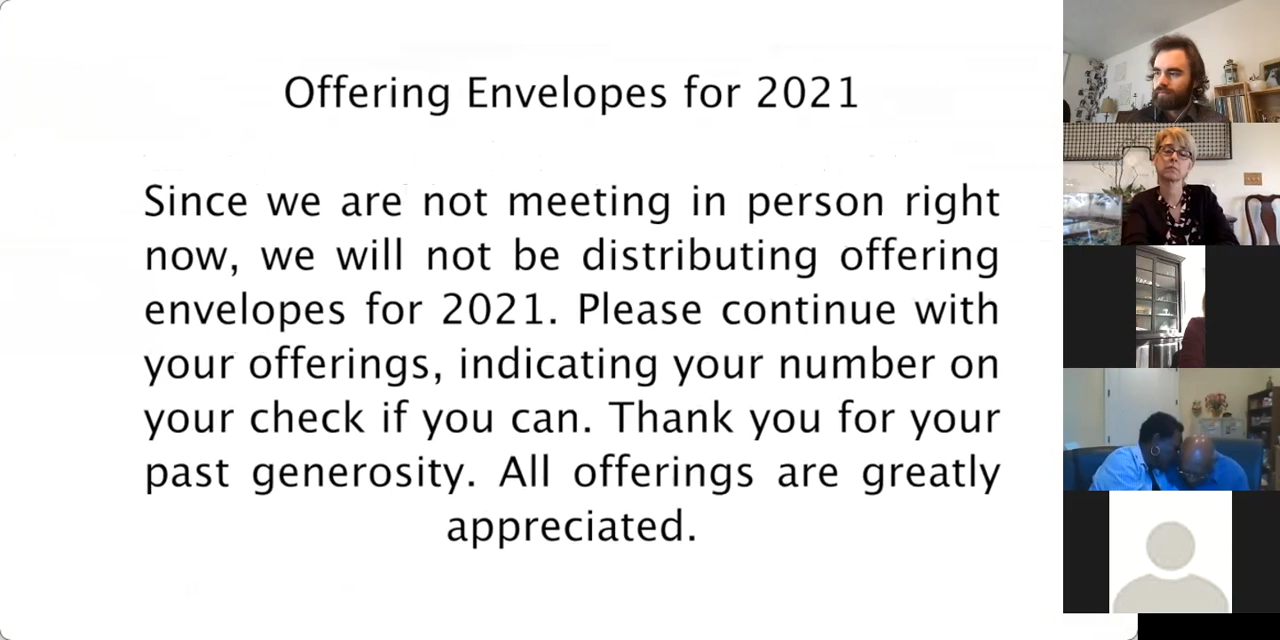 Offering Envelopes for 2021
Since we are not meeting in person right
now, we will not be distributing offering
envelopes for 2021. Please continue with
your offerings, indicating your number on
your check if you can. Thank you for your
past generosity. All offerings are greatly
appreciated.